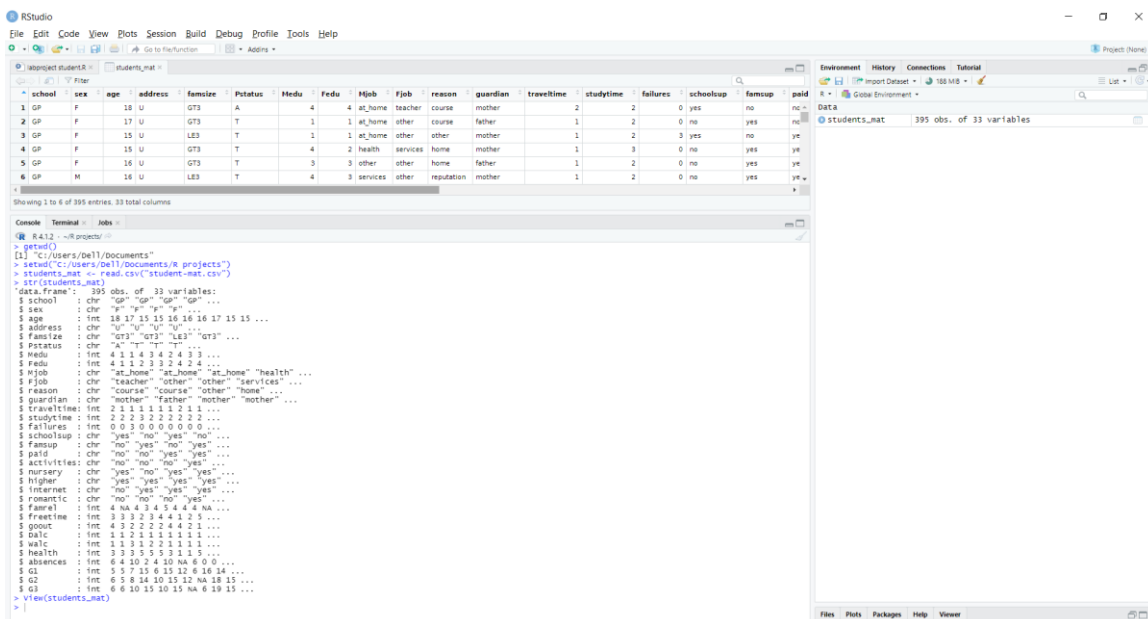 RStudio
File Edit Code View Plots Session Build Debug Profile Tools Help
Go to file/function Addins Project: (None)
labproject student.R students_mat
Filter
school sex age address famsize Pstatus Medu Fedu Mjob Fjob reason guardian traveltime studytime failures schoolsup famsup paid
1 GP F 18 U GT3 A 4 4 at_home teacher course mother 2 2 0 yes no no
2 GP F 17 U GT3 T 1 1 at_home other course father 1 2 0 no yes no
3 GP F 15 U LE3 T 1 1 at_home other other mother 1 2 3 yes no ye
4 GP F 15 U GT3 T 4 2 health services home mother 1 3 0 no yes ye
5 GP F 16 U GT3 T 3 3 other other home father 1 2 0 no yes ye
6 GP M 16 U LE3 T 4 3 services other reputation mother 1 2 0 no yes ye
Showing 1 to 6 of 395 entries, 33 total columns
Console Terminal Jobs
R 4.1.2 · ~/R projects/
> getwd()
[1] "C:/Users/Dell/Documents"
> setwd("C:/Users/Dell/Documents/R projects")
> students_mat <- read.csv("student-mat.csv")
> str(students_mat)
'data.frame': 395 obs. of 33 variables:
$ school : chr "GP" "GP" "GP" "GP" ...
$ sex : chr "F" "F" "F" "F" ...
$ age : int 18 17 15 15 16 16 16 17 15 15 ...
$ address : chr "U" "U" "U" "U" ...
$ famsize : chr "GT3" "GT3" "LE3" "GT3" ...
$ Pstatus : chr "A" "T" "T" "T" ...
$ Medu : int 4 1 1 4 3 4 2 4 3 3 ...
$ Fedu : int 4 1 1 2 3 3 2 4 2 4 ...
$ Mjob : chr "at_home" "at_home" "at_home" "health" ...
$ Fjob : chr "teacher" "other" "other" "services" ...
$ reason : chr "course" "course" "other" "home" ...
$ guardian : chr "mother" "father" "mother" "mother" ...
$ traveltime: int 2 1 1 1 1 1 1 2 1 1 ...
$ studytime : int 2 2 2 3 2 2 2 2 2 2 ...
$ failures : int 0 0 3 0 0 0 0 0 0 0 ...
$ schoolsup : chr "yes" "no" "yes" "no" ...
$ famsup : chr "no" "yes" "no" "yes" ...
$ paid : chr "no" "no" "yes" "yes" ...
$ activities: chr "no" "no" "no" "yes" ...
$ nursery : chr "yes" "no" "yes" "yes" ...
$ higher : chr "yes" "yes" "yes" "yes" ...
$ internet : chr "no" "yes" "yes" "yes" ...
$ romantic : chr "no" "no" "no" "yes" ...
$ famrel : int 4 NA 4 3 4 5 4 4 4 NA ...
$ freetime : int 3 3 3 2 3 4 4 1 2 5 ...
$ goout : int 4 3 2 2 2 2 4 4 2 1 ...
$ Dalc : int 1 1 2 1 1 1 1 1 1 1 ...
$ Walc : int 1 1 3 1 2 2 1 1 1 1 ...
$ health : int 3 3 3 5 5 5 3 1 1 5 ...
$ absences : int 6 4 10 2 4 10 NA 6 0 0 ...
$ G1 : int 5 5 7 15 6 15 12 6 16 14 ...
$ G2 : int 6 5 8 14 10 15 12 NA 18 15 ...
$ G3 : int 6 6 10 15 10 15 NA 6 19 15 ...
> View(students_mat)
>
Environment History Connections Tutorial
Import Dataset 188 MiB List
R Global Environment
Data
students_mat 395 obs. of 33 variables
Files Plots Packages Help Viewer